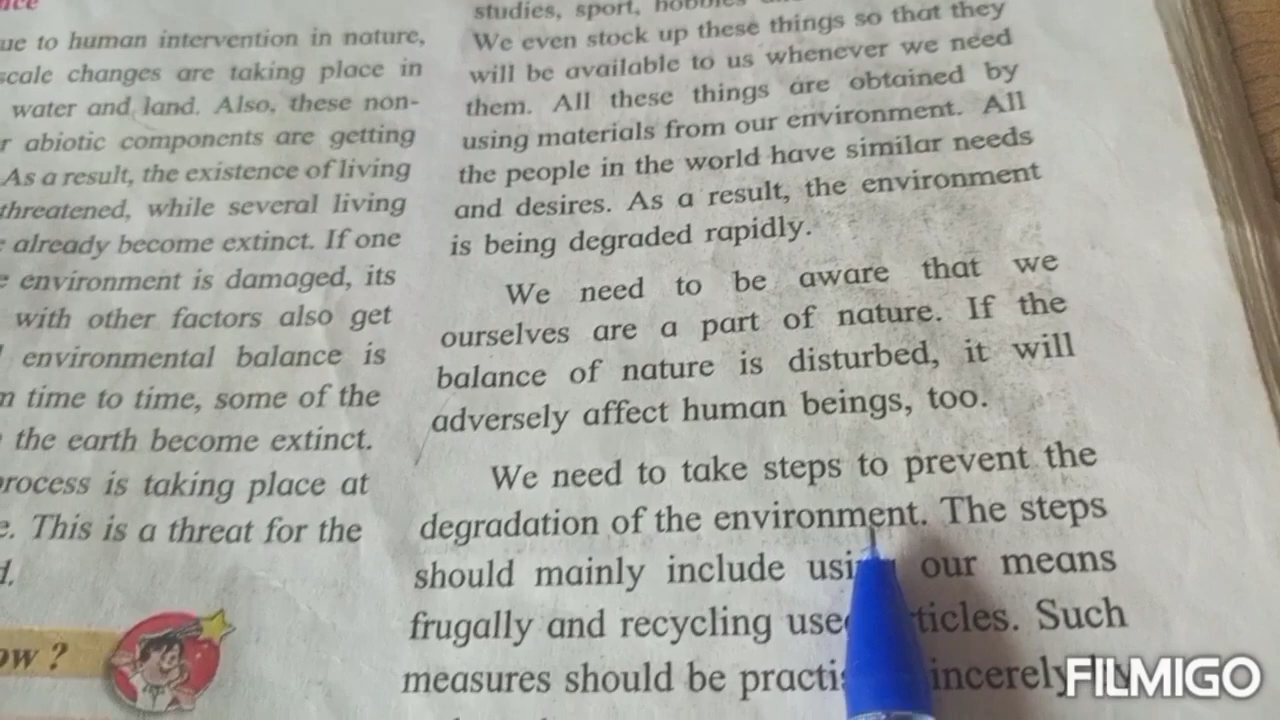 ue to human intervention in nature,
scale changes are taking place in
water and land. Also, these non-
r abiotic components are getting
As a result, the existence of living
threatened, while several living
already become extinct. If one
environment is damaged, its
with other factors also get
environmental balance is
time to time, some of the
the earth become extinct.
rocess is taking place at
e. This is a threat for the
d.
ow ?
studies, sport, hobbies
We even stock up these things so that they
will be available to us whenever we need
them. All these things are obtained by
using materials from our environment. All
the people in the world have similar needs
and desires. As a result, the environment
is being degraded rapidly.
We need to be aware that we
ourselves are a part of nature. If the
balance of nature is disturbed, it will
adversely affect human beings, too.
We need to take steps to prevent the
degradation of the environment. The steps
should mainly include using our means
frugally and recycling used articles. Such
measures should be practi incerely
FILMIGO